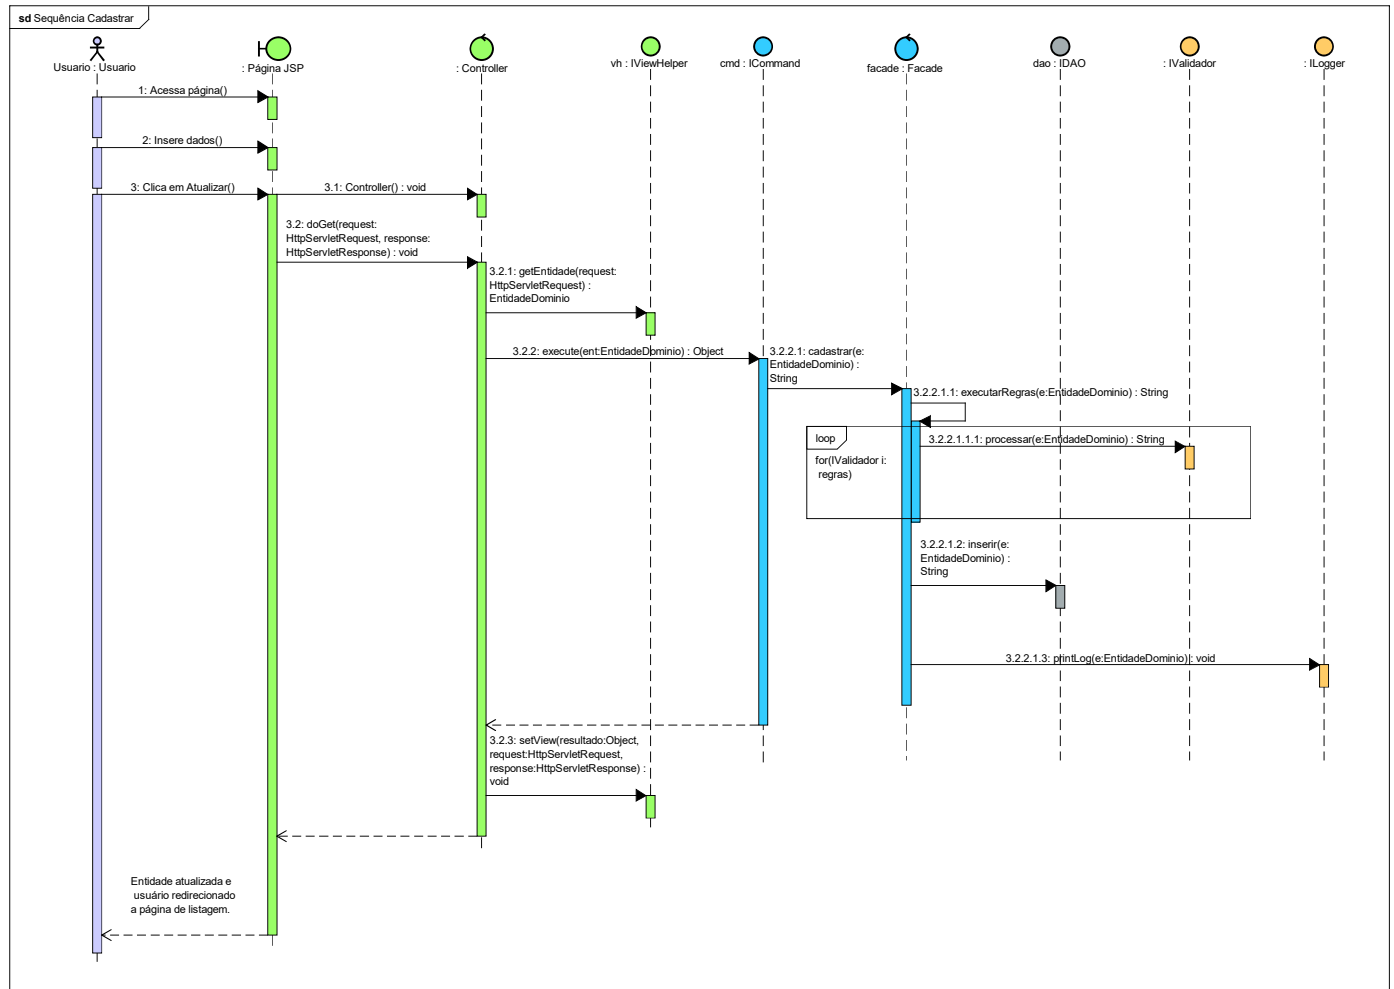 sd Sequência Cadastrar
Usuario : Usuario
: Página JSP
: Controller
vh : IViewHelper
cmd : ICommand
facade : Facade
dao : IDAO
: IValidador
: ILogger
1: Acessa página()
2: Insere dados()
3: Clica em Atualizar()
3.1: Controller() : void
3.2: doGet(request:
HttpServletRequest, response:
HttpServletResponse) : void
3.2.1: getEntidade(request:
HttpServletRequest) :
EntidadeDominio
3.2.2: execute(ent:EntidadeDominio) : Object
3.2.2.1: cadastrar(e:
EntidadeDominio) :
String
3.2.2.1.1: executarRegras(e:EntidadeDominio) : String
loop
for(IValidador i:
regras)
3.2.2.1.1.1: processar(e:EntidadeDominio) : String
3.2.2.1.2: inserir(e:
EntidadeDominio) :
String
3.2.2.1.3: printLog(e:EntidadeDominio) : void
3.2.3: setView(resultado:Object,
request:HttpServletRequest,
response:HttpServletResponse) :
void
Entidade atualizada e
usuário redirecionado
a página de listagem.